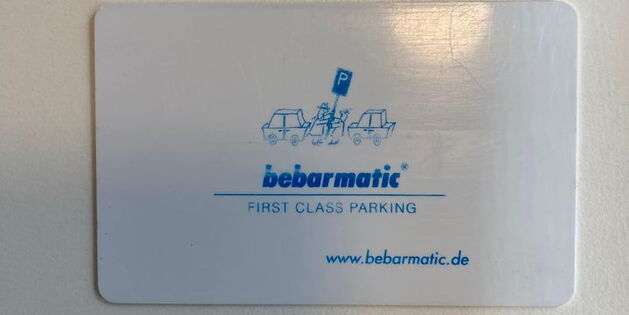 P
bebarmatic®
FIRST CLASS PARKING
www.bebarmatic.de